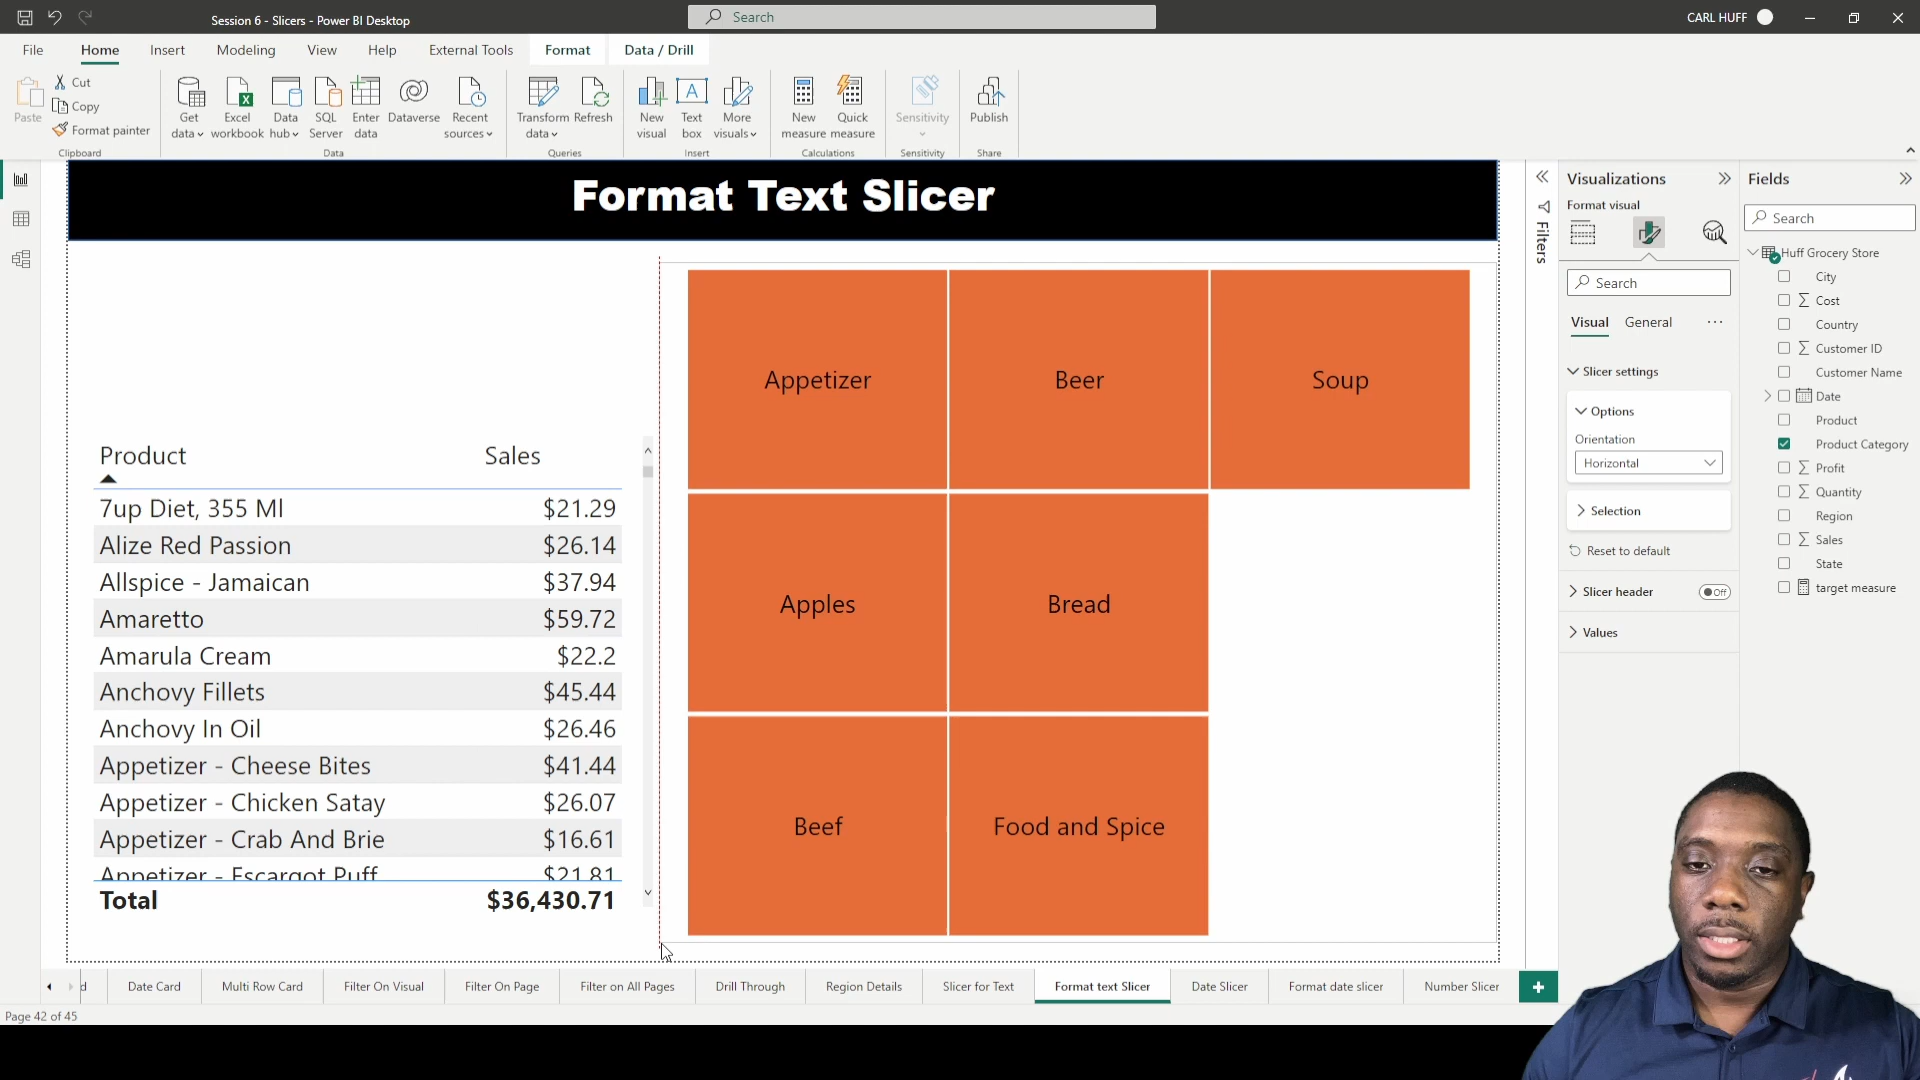 Session 6 - Slicers - Power BI Desktop
Search
CARL HUFF
File
Home
Insert
Modeling
View
Help
External Tools
Format
Data / Drill
Paste
Cut
Copy
Format painter
Clipboard
Get data
Excel workbook
Data hub
SQL Server
Enter data
Dataverse
Recent sources
Data
Transform data
Refresh
Queries
New visual
Text box
More visuals
Insert
New measure
Quick measure
Calculations
Sensitivity
Sensitivity
Publish
Share
Format Text Slicer
Product Sales
7up Diet, 355 Ml $21.29
Alize Red Passion $26.14
Allspice - Jamaican $37.94
Amaretto $59.72
Amarula Cream $22.2
Anchovy Fillets $45.44
Anchovy In Oil $26.46
Appetizer - Cheese Bites $41.44
Appetizer - Chicken Satay $26.07
Appetizer - Crab And Brie $16.61
Appetizer - Escargot Puff $21.81
Total $36,430.71
Appetizer
Beer
Soup
Apples
Bread
Beef
Food and Spice
Filters
Visualizations
Format visual
Search
Visual
General
Slicer settings
Options
Orientation
Horizontal
Selection
Reset to default
Slicer header
Off
Values
Fields
Search
Huff Grocery Store
City
Cost
Country
Customer ID
Customer Name
Date
Product
Product Category
Profit
Quantity
Region
Sales
State
target measure
d
Date Card
Multi Row Card
Filter On Visual
Filter On Page
Filter on All Pages
Drill Through
Region Details
Slicer for Text
Format text Slicer
Date Slicer
Format date slicer
Number Slicer
Page 42 of 45